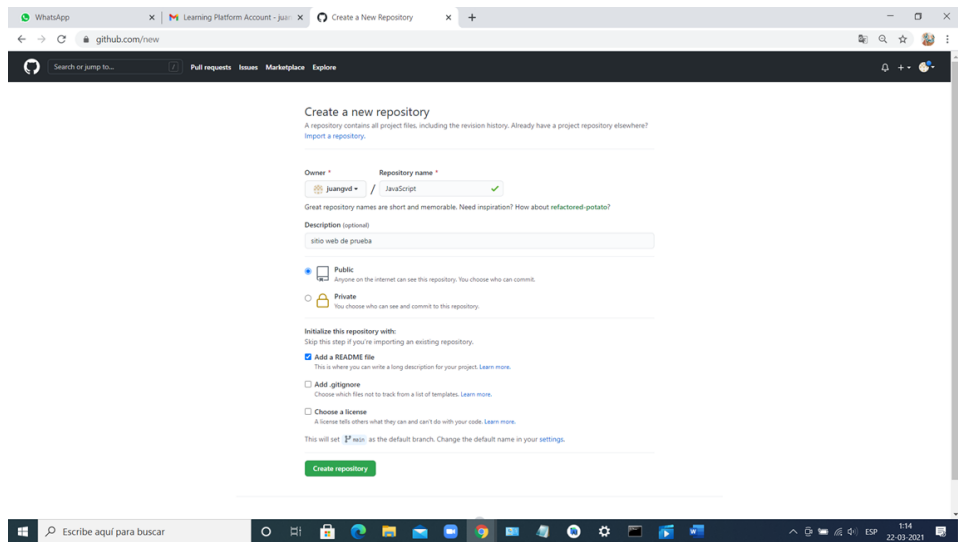 WhatsApp
Learning Platform Account - juan
Create a New Repository
github.com/new
Search or jump to...
/
Pull requests Issues Marketplace Explore
Create a new repository
A repository contains all project files, including the revision history. Already have a project repository elsewhere?
Import a repository.
Owner * Repository name *
juangvd / JavaScript
Great repository names are short and memorable. Need inspiration? How about refactored-potato?
Description (optional)
sitio web de prueba
Public
Anyone on the internet can see this repository. You choose who can commit.
Private
You choose who can see and commit to this repository.
Initialize this repository with:
Skip this step if you're importing an existing repository.
Add a README file
This is where you can write a long description for your project. Learn more.
Add .gitignore
Choose which files not to track from a list of templates. Learn more.
Choose a license
A license tells others what they can and can't do with your code. Learn more.
This will set main as the default branch. Change the default name in your settings.
Create repository
Escribe aquí para buscar
ESP
1:14
22-03-2021